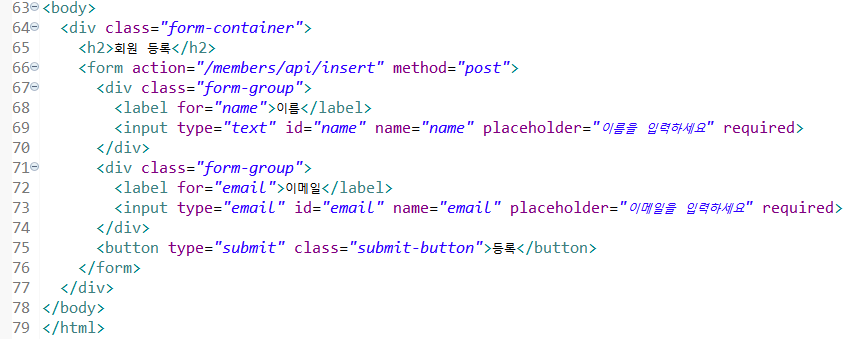 63 <body>
64 <div class="form-container">
65 <h2>회원 등록</h2>
66 <form action="/members/api/insert" method="post">
67 <div class="form-group">
68 <label for="name">이름</label>
69 <input type="text" id="name" name="name" placeholder="이름을 입력하세요" required>
70 </div>
71 <div class="form-group">
72 <label for="email">이메일</label>
73 <input type="email" id="email" name="email" placeholder="이메일을 입력하세요" required>
74 </div>
75 <button type="submit" class="submit-button">등록</button>
76 </form>
77 </div>
78 </body>
79 </html>